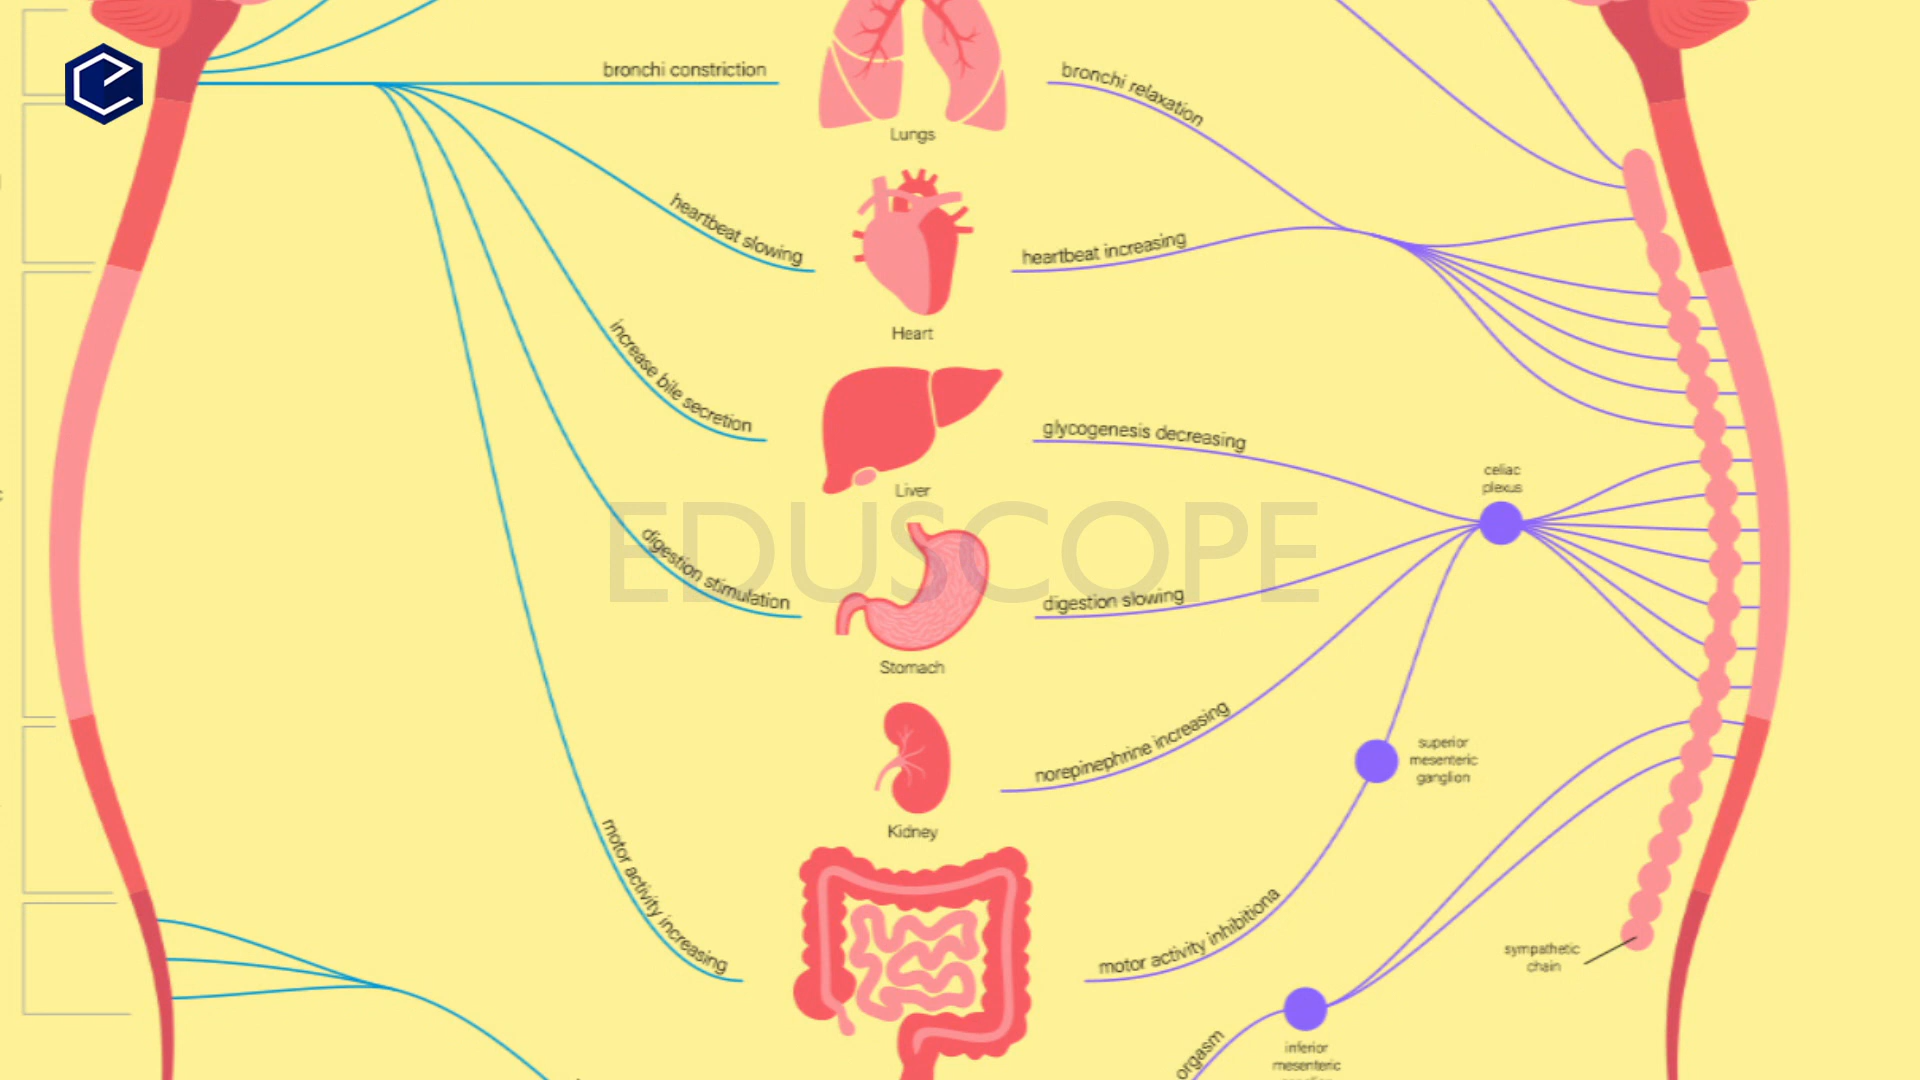 bronchi constriction
bronchi relaxation
Lungs
heartbeat slowing
heartbeat increasing
Heart
increase bile secretion
glycogenesis decreasing
celiac
plexus
Liver
EDUSCOPE
digestion stimulation
digestion slowing
Stomach
norepinephrine increasing
superior
mesenteric
ganglion
Kidney
motor activity increasing
motor activity inhibitiona
sympathetic
chain
orgasm
inferior
mesenteric